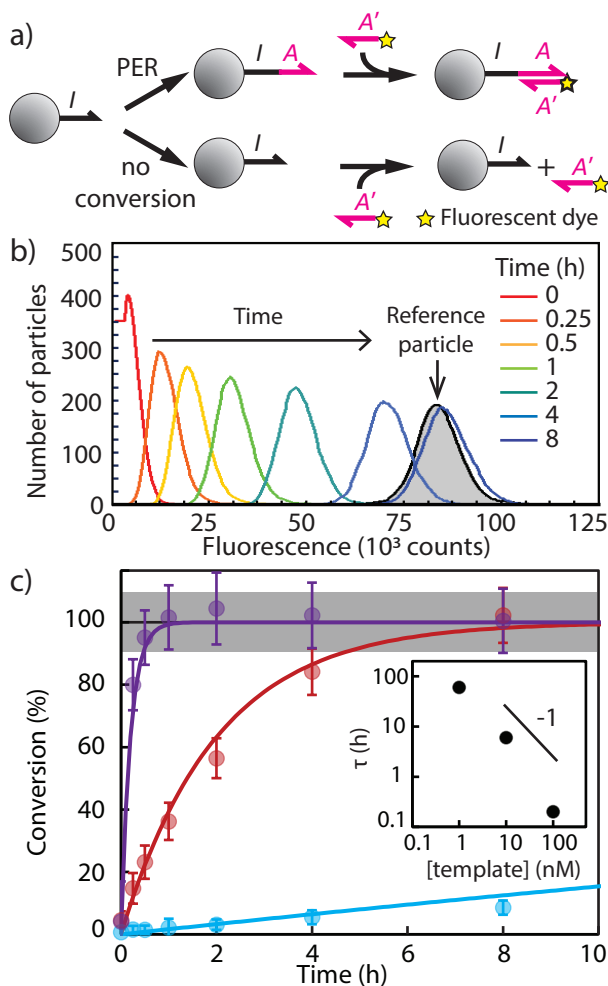 a)
A'
I
A
PER
I
A
I
A'
I
no
conversion
I
A'
I
+
A'
Fluorescent dye
b)
500
400
300
200
100
0
Number of particles
Time
Reference
particle
Time (h)
0
0.25
0.5
1
2
4
8
0
25
50
75
100
125
Fluorescence (10³ counts)
c)
100
80
60
40
20
0
Conversion (%)
100
10
1
0.1
τ (h)
-1
0.1
1
10
100
[template] (nM)
0
2
4
6
8
10
Time (h)